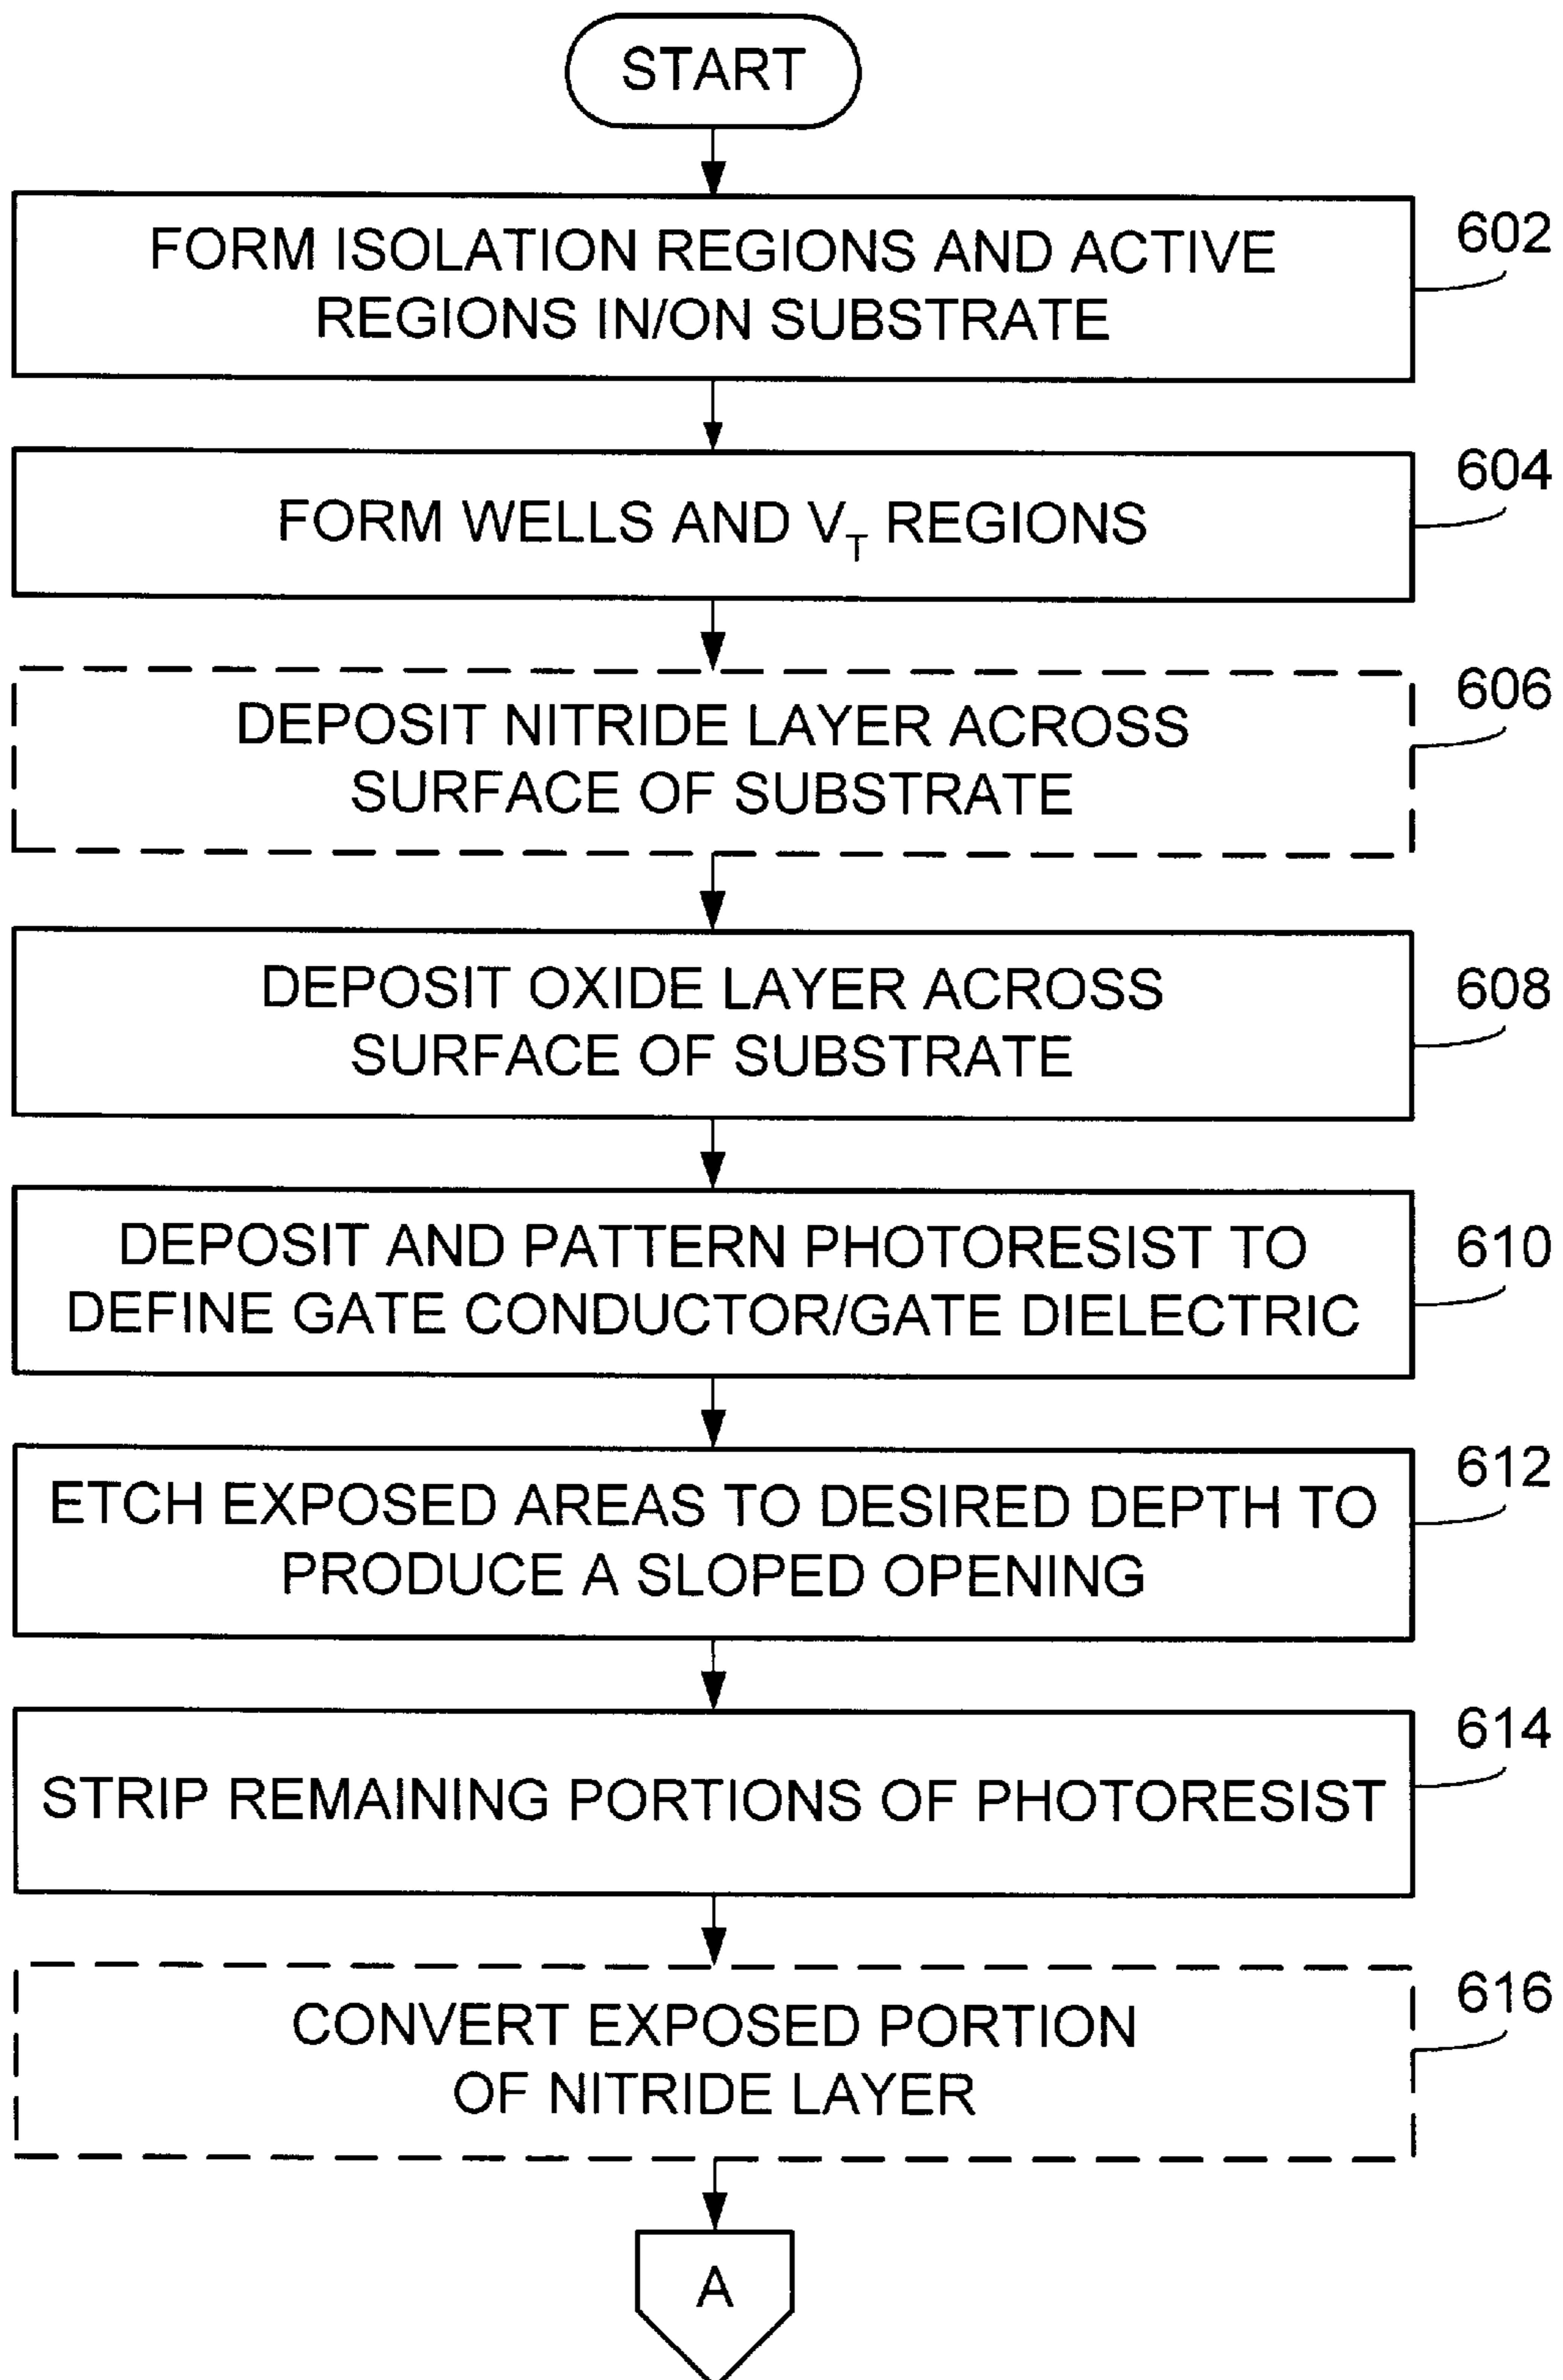 START
FORM ISOLATION REGIONS AND ACTIVE
REGIONS IN/ON SUBSTRATE
602
FORM WELLS AND V_T REGIONS
604
DEPOSIT NITRIDE LAYER ACROSS
SURFACE OF SUBSTRATE
606
DEPOSIT OXIDE LAYER ACROSS
SURFACE OF SUBSTRATE
608
DEPOSIT AND PATTERN PHOTORESIST TO
DEFINE GATE CONDUCTOR/GATE DIELECTRIC
610
ETCH EXPOSED AREAS TO DESIRED DEPTH TO
PRODUCE A SLOPED OPENING
612
STRIP REMAINING PORTIONS OF PHOTORESIST
614
CONVERT EXPOSED PORTION
OF NITRIDE LAYER
616
A